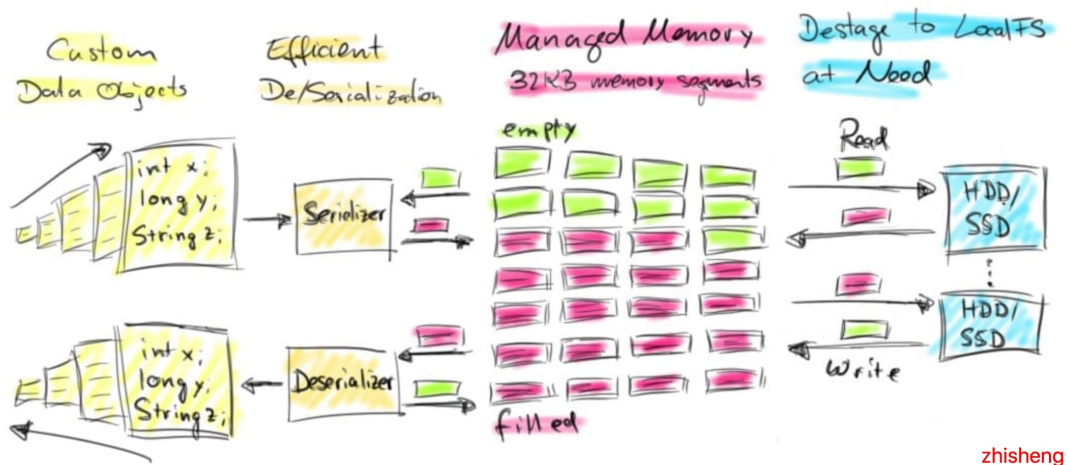 Custom
Data Objects
Efficient
De/Serialization
Managed Memory
32KB memory segments
Destage to LocalFS
at Need
empty
Read
int x;
long y;
String z;
Serializer
HDD/
SSD
HDD/
SSD
int x;
long y;
String z;
Deserializer
Write
filled
zhisheng